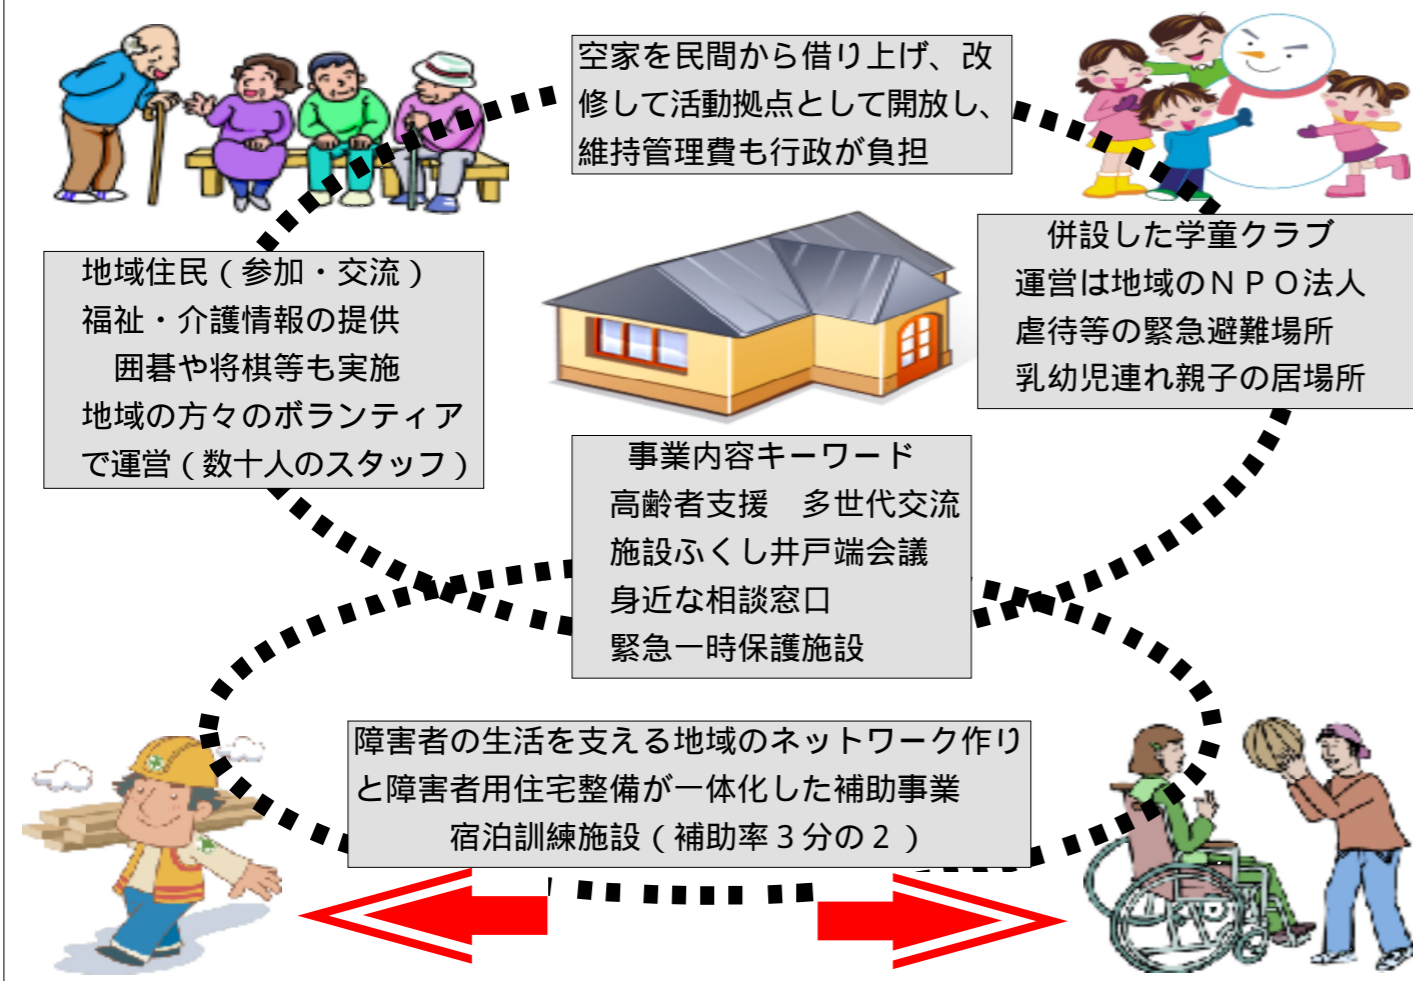 空家を民間から借り上げ、改
修して活動拠点として開放し、
維持管理費も行政が負担
地域住民(参加・交流)
福祉・介護情報の提供
囲碁や将棋等も実施
地域の方々のボランティア
で運営(数十人のスタッフ)
併設した学童クラブ
運営は地域のNPO法人
虐待等の緊急避難場所
乳幼児連れ親子の居場所
事業内容キーワード
高齢者支援 多世代交流
施設ふくし井戸端会議
身近な相談窓口
緊急一時保護施設
障害者の生活を支える地域のネットワーク作り
と障害者用住宅整備が一体化した補助事業
宿泊訓練施設(補助率3分の2)